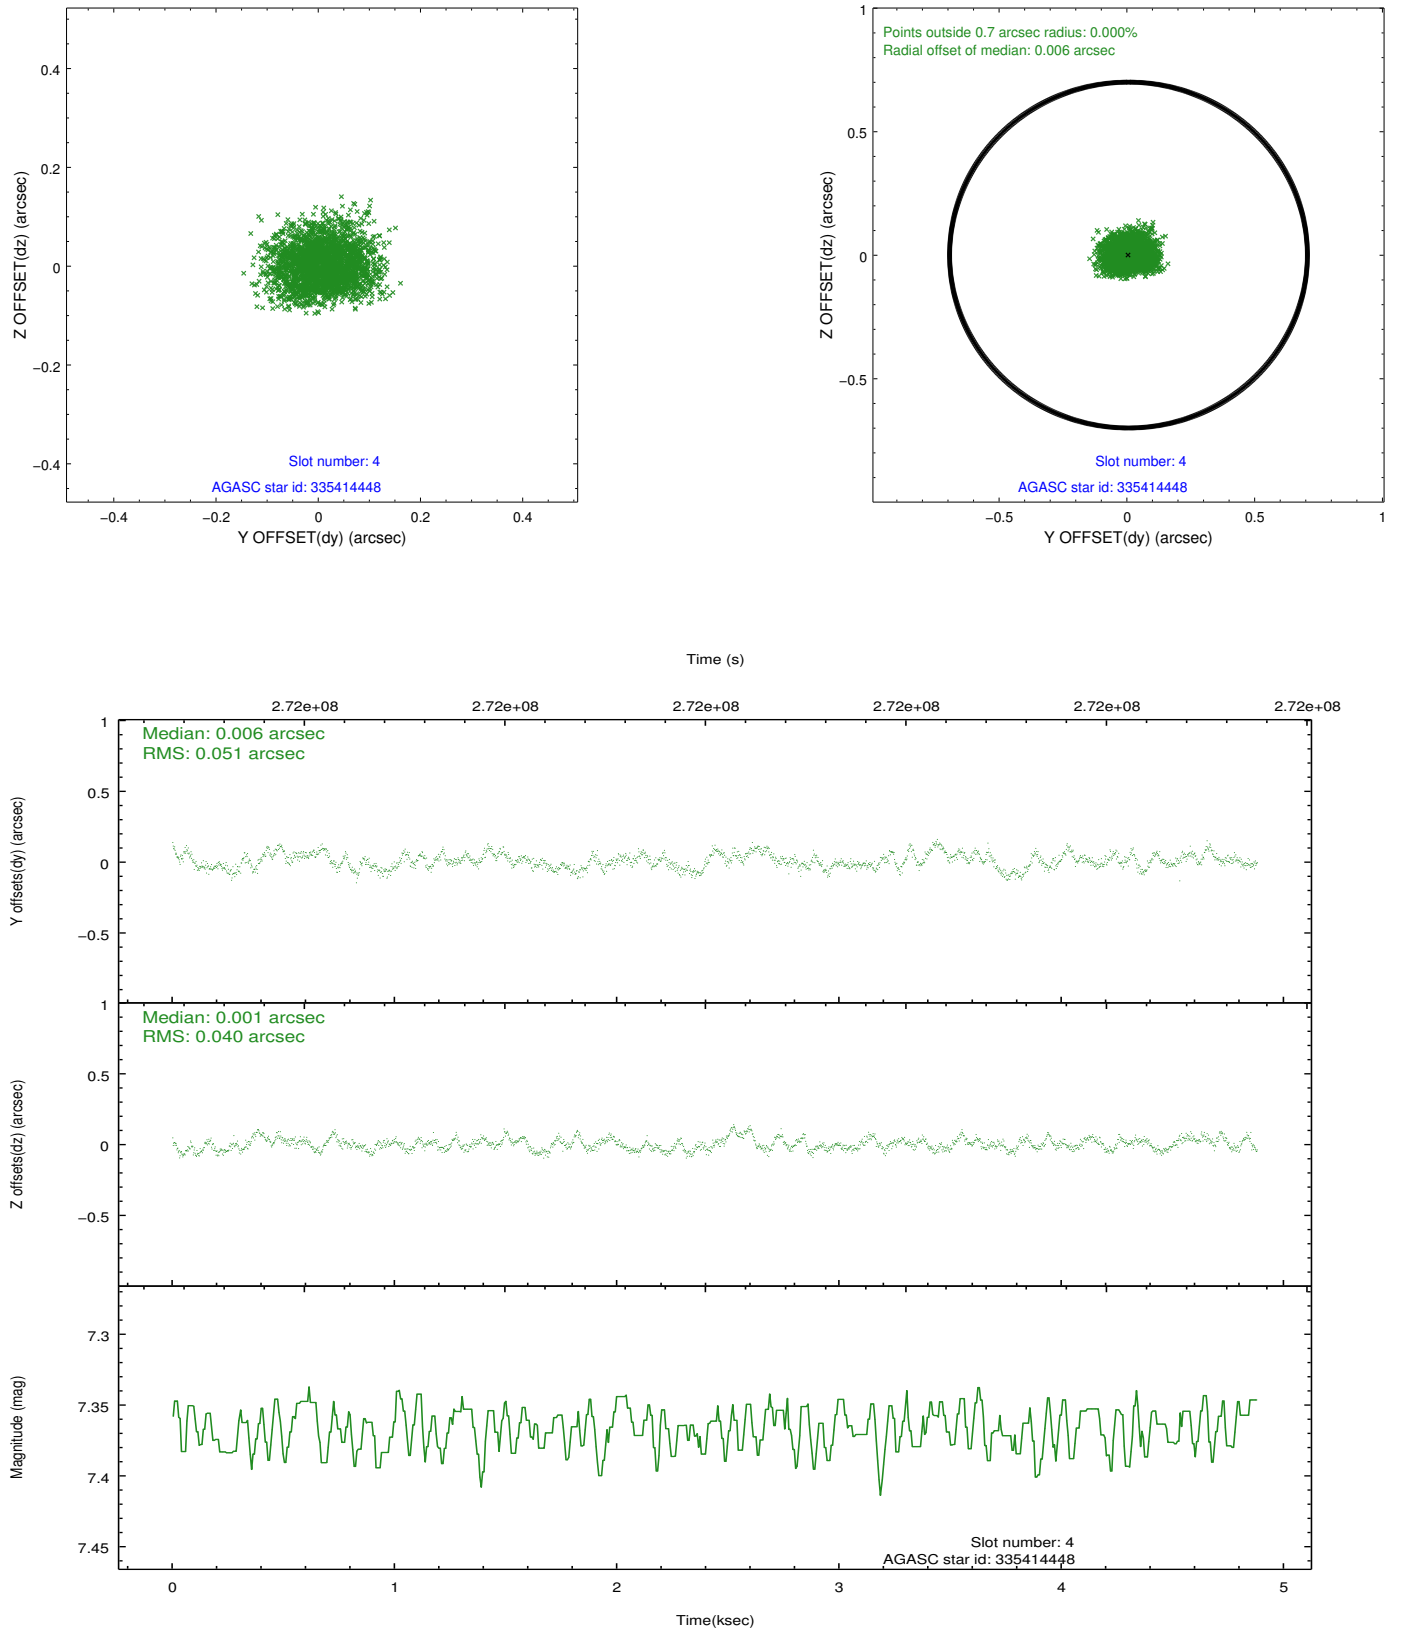 0.4
0.2
0
−0.2
−0.4
Z OFFSET(dz) (arcsec)
Slot number: 4
AGASC star id: 335414448
−0.4 −0.2 0 0.2 0.4
Y OFFSET(dy) (arcsec)
1
0.5
0
−0.5
Z OFFSET(dz) (arcsec)
Points outside 0.7 arcsec radius: 0.000%
Radial offset of median: 0.006 arcsec
Slot number: 4
AGASC star id: 335414448
−0.5 0 0.5 1
Y OFFSET(dy) (arcsec)
Time (s)
2.72e+08 2.72e+08 2.72e+08 2.72e+08 2.72e+08 2.72e+08
1
0.5
0
−0.5
Y offsets(dy) (arcsec)
Median: 0.006 arcsec
RMS: 0.051 arcsec
1
0.5
0
−0.5
Z offsets(dz) (arcsec)
Median: 0.001 arcsec
RMS: 0.040 arcsec
7.3
7.35
7.4
7.45
Magnitude (mag)
Slot number: 4
AGASC star id: 335414448
0 1 2 3 4 5
Time(ksec)